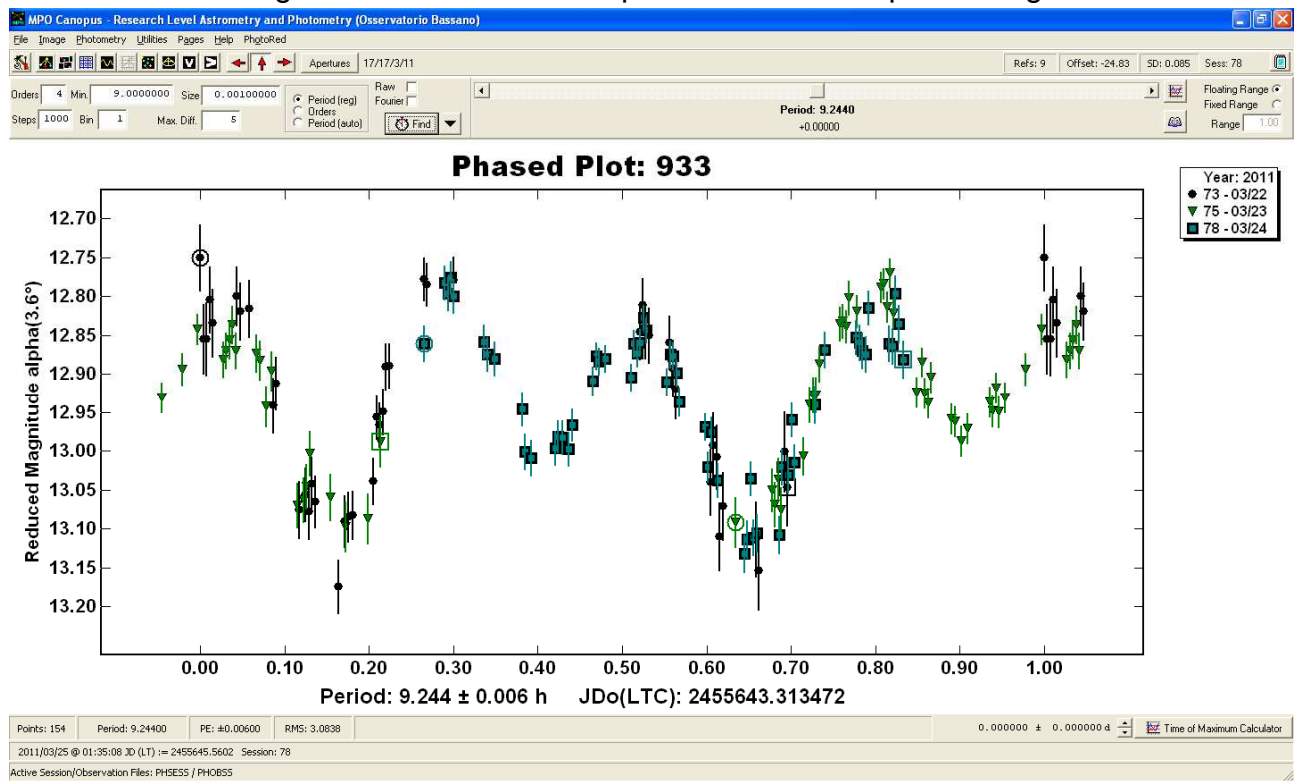 MPO Canopus - Research Level Astrometry and Photometry (Osservatorio Bassano)
File Image Photometry Utilities Pages Help PhotoRed
Apertures 17/17/3/11 Refs: 9 Offset: -24.83 SD: 0.085 Sess: 78
Orders 4 Min. 9.0000000 Size 0.00100000 Period (reg) Raw Floating Range
Orders Fourier Period: 9.2440 Fixed Range
Steps 1000 Bin 1 Max. Diff. 5 Period (auto) Find +0.00000 Range 1.00
Phased Plot: 933
Year: 2011
73 - 03/22
75 - 03/23
78 - 03/24
Reduced Magnitude alpha(3.6°)
12.70
12.75
12.80
12.85
12.90
12.95
13.00
13.05
13.10
13.15
13.20
0.00 0.10 0.20 0.30 0.40 0.50 0.60 0.70 0.80 0.90 1.00
Period: 9.244 ± 0.006 h JDo(LTC): 2455643.313472
Points: 154 Period: 9.24400 PE: ±0.00600 RMS: 3.0838 0.000000 ± 0.000000 d Time of Maximum Calculator
2011/03/25 @ 01:35:08 JD (LT) := 2455645.5602 Session: 78
Active Session/Observation Files: PHSESS / PHOBSS